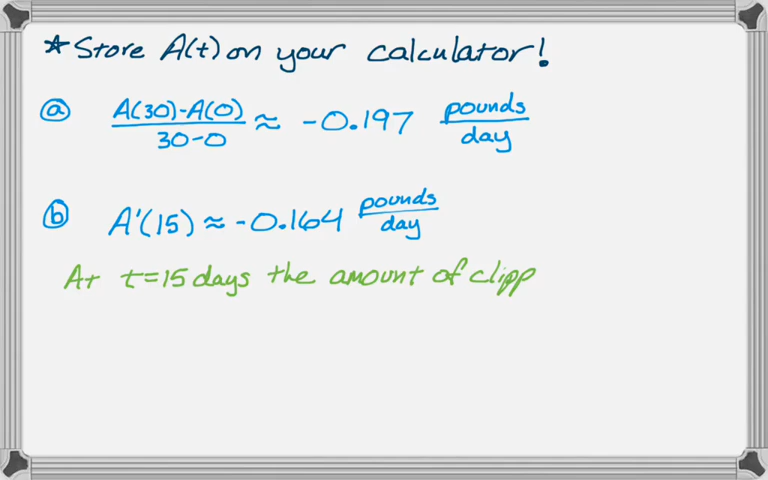 *Store A(t) on your calculator!
(a) A(30)-A(0) / 30-0 ≈ -0.197 pounds/day
(b) A'(15) ≈ -0.164 pounds/day
At t=15 days the amount of clipp